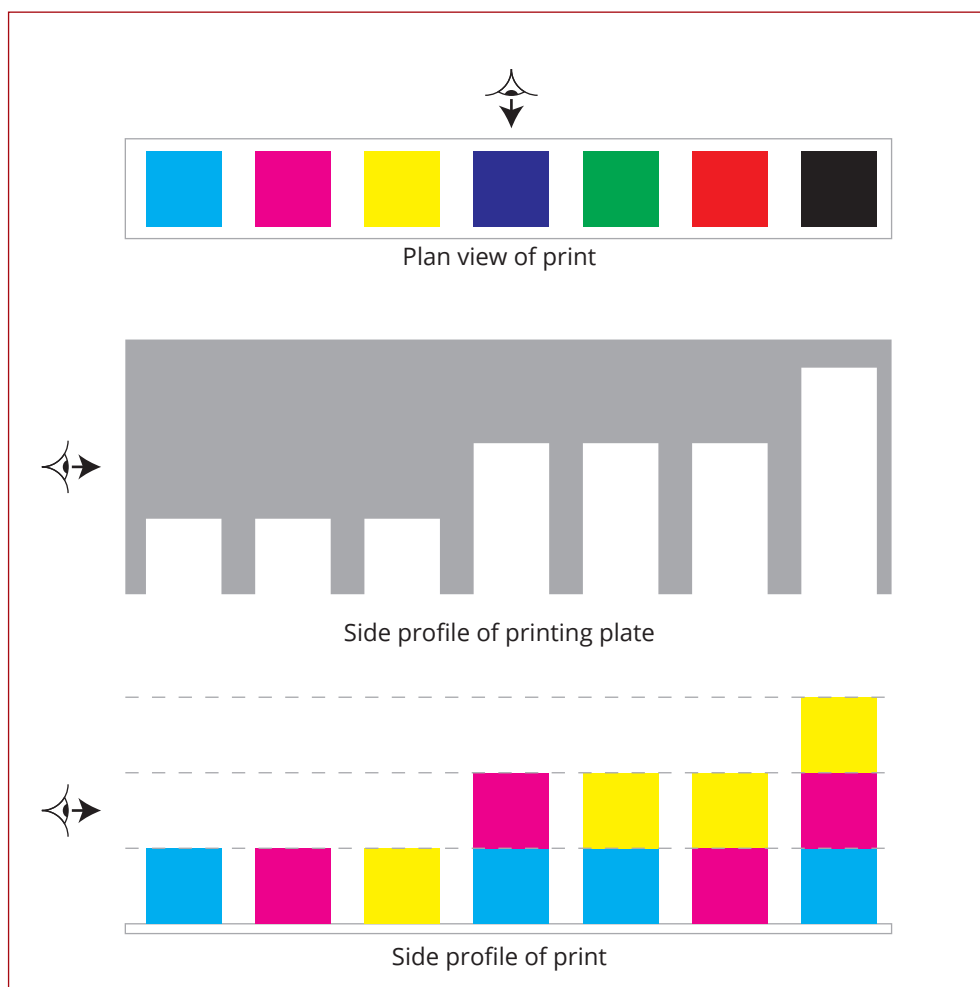 Plan view of print
Side profile of printing plate
Side profile of print